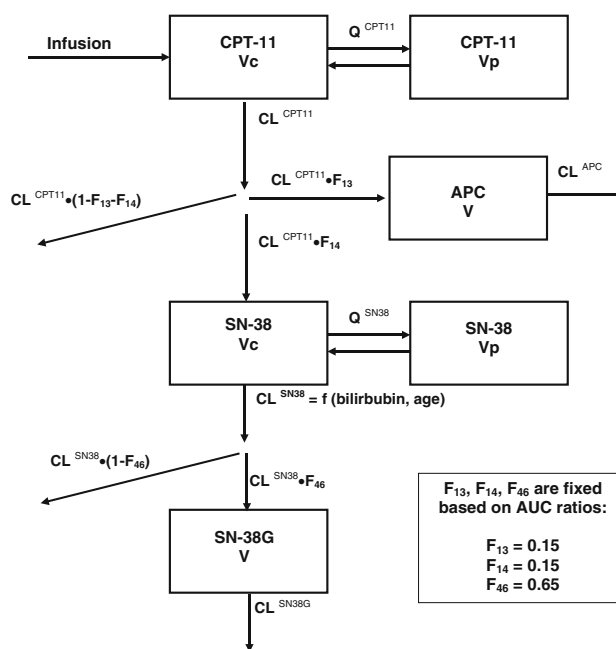 Infusion
CPT-11
Vc
Q CPT11
CPT-11
Vp
CL CPT11
CL CPT11•(1-F13-F14)
CL CPT11•F13
APC
V
CL APC
CL CPT11•F14
SN-38
Vc
Q SN38
SN-38
Vp
CL SN38 = f (bilirbubin, age)
CL SN38•(1-F46)
CL SN38•F46
SN-38G
V
CL SN38G
F13, F14, F46 are fixed
based on AUC ratios:
F13 = 0.15
F14 = 0.15
F46 = 0.65